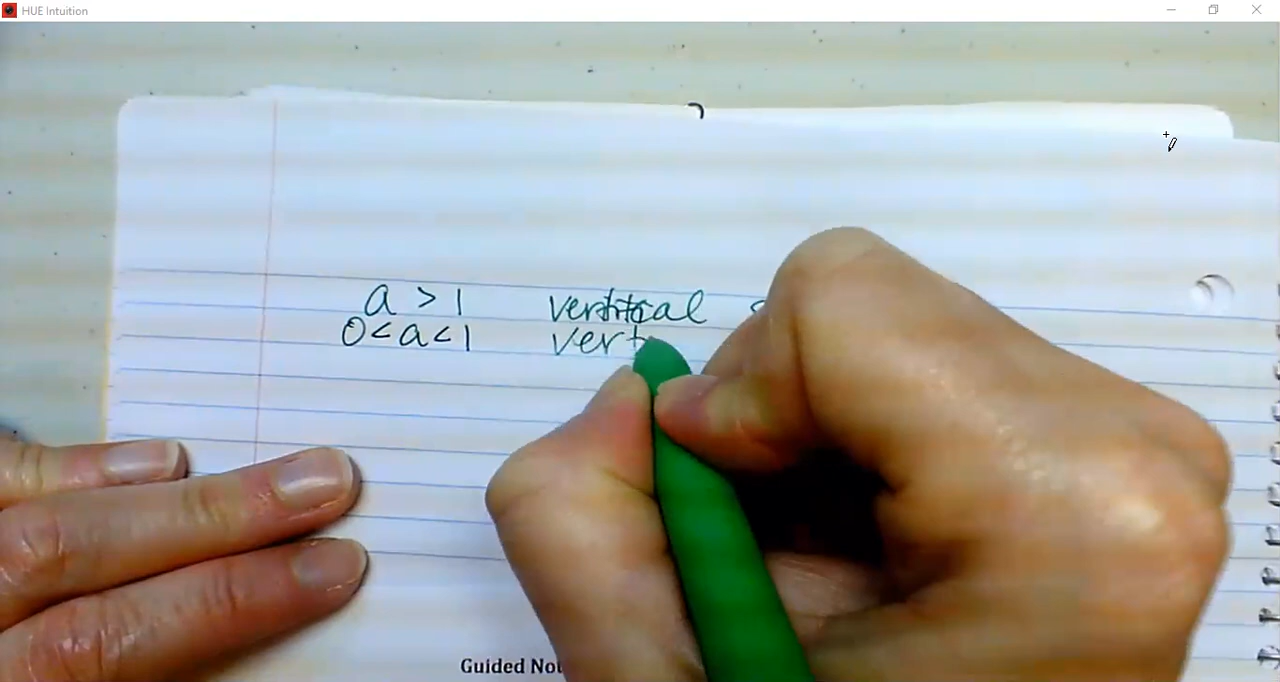 HUE Intuition
a > 1 vertical
0 < a < 1 vert
Guided